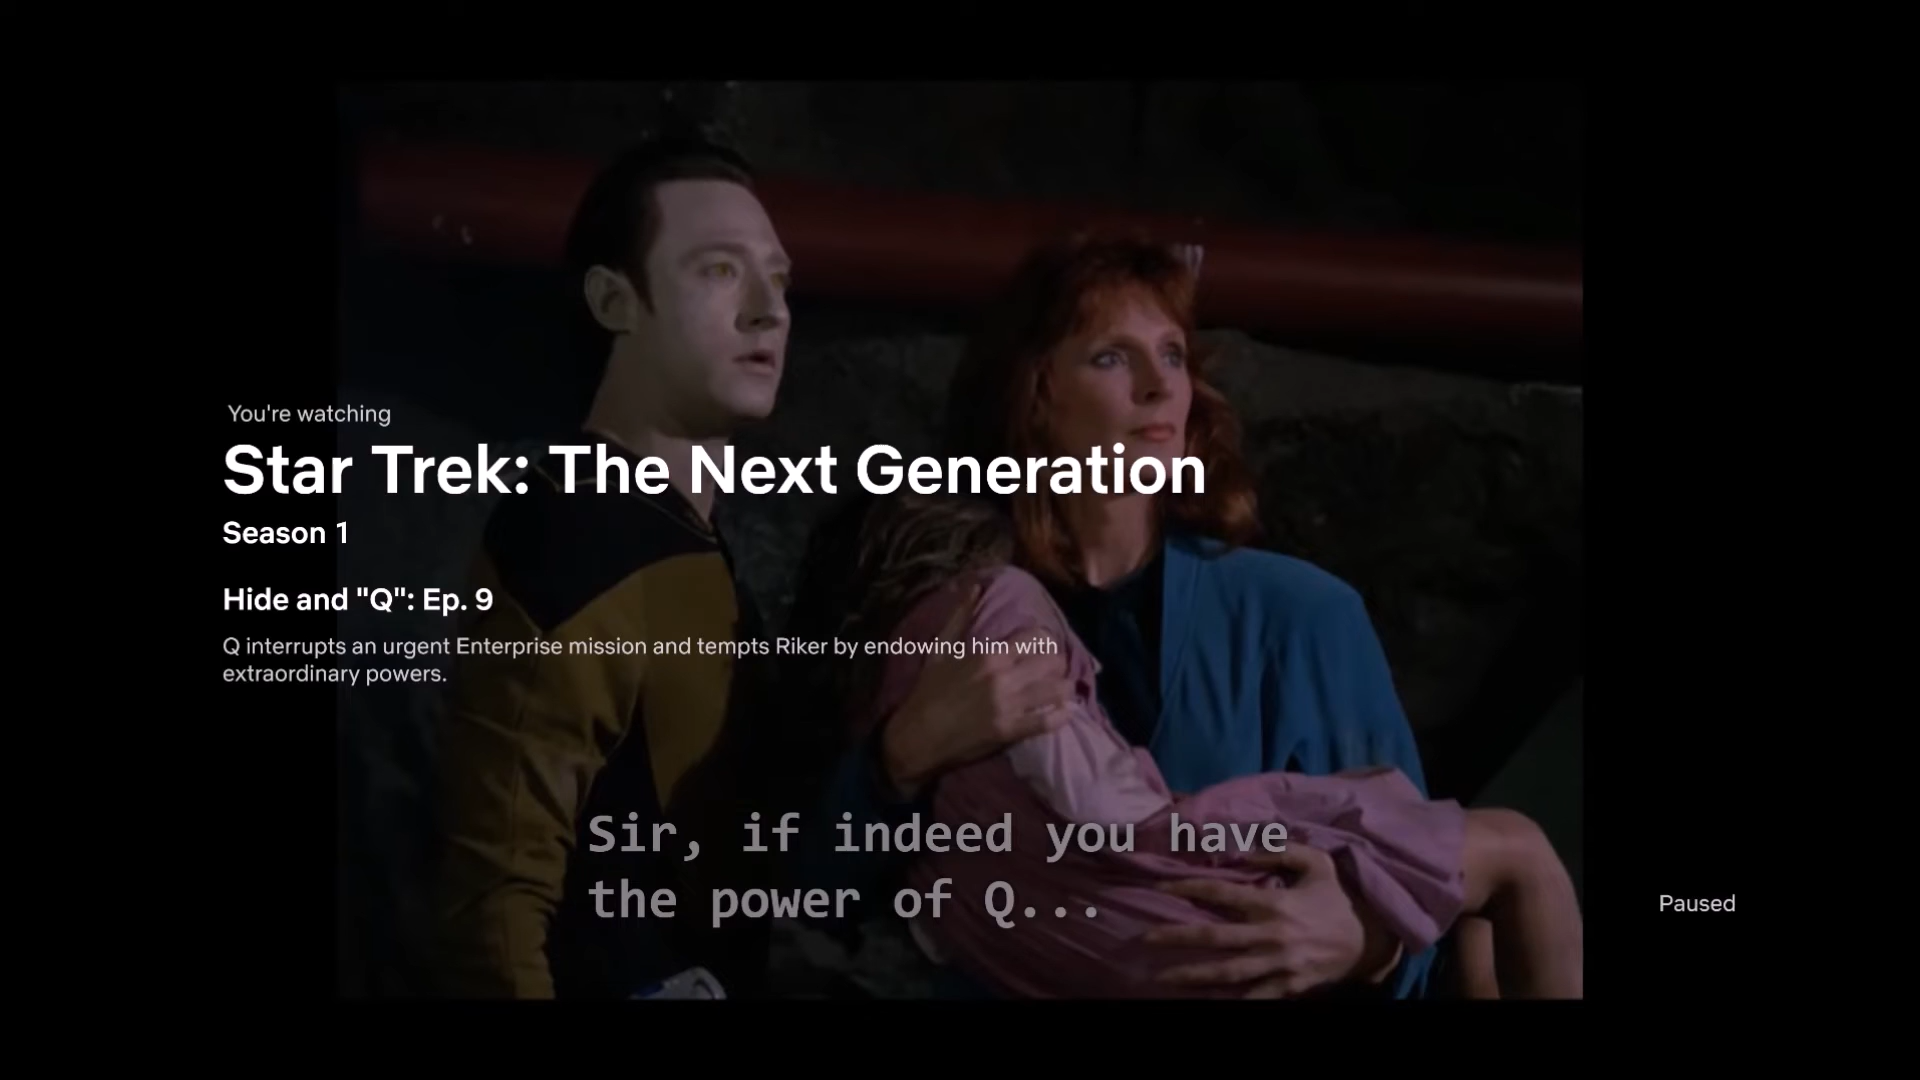 You're watching
Star Trek: The Next Generation
Season 1
Hide and "Q": Ep. 9
Q interrupts an urgent Enterprise mission and tempts Riker by endowing him with
extraordinary powers.
Sir, if indeed you have
the power of Q...
Paused